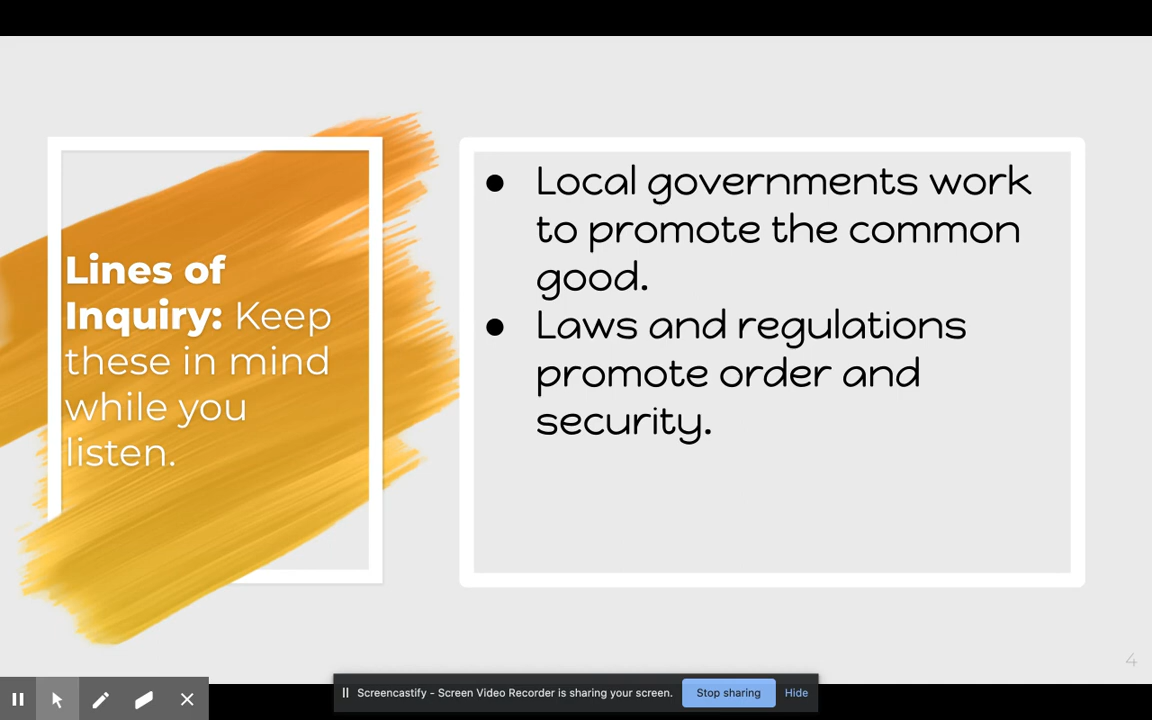 Lines of
Inquiry: Keep
these in mind
while you
listen.
● Local governments work
to promote the common
good.
● Laws and regulations
promote order and
security.
4
Screencastify - Screen Video Recorder is sharing your screen.
Stop sharing
Hide